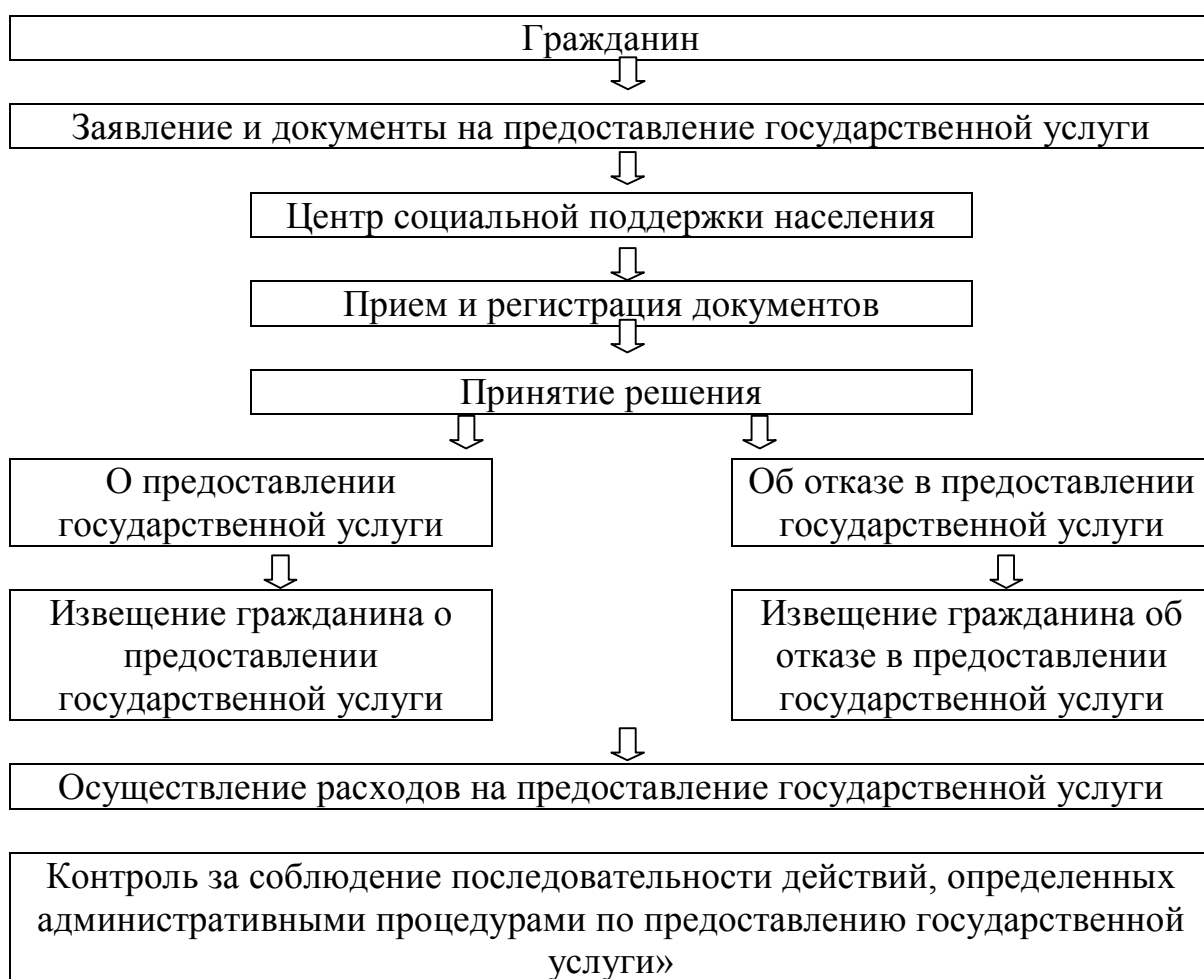 Гражданин
Заявление и документы на предоставление государственной услуги
Центр социальной поддержки населения
Прием и регистрация документов
Принятие решения
О предоставлении
государственной услуги
Об отказе в предоставлении
государственной услуги
Извещение гражданина о
предоставлении
государственной услуги
Извещение гражданина об
отказе в предоставлении
государственной услуги
Осуществление расходов на предоставление государственной услуги
Контроль за соблюдение последовательности действий, определенных
административными процедурами по предоставлению государственной
услуги»